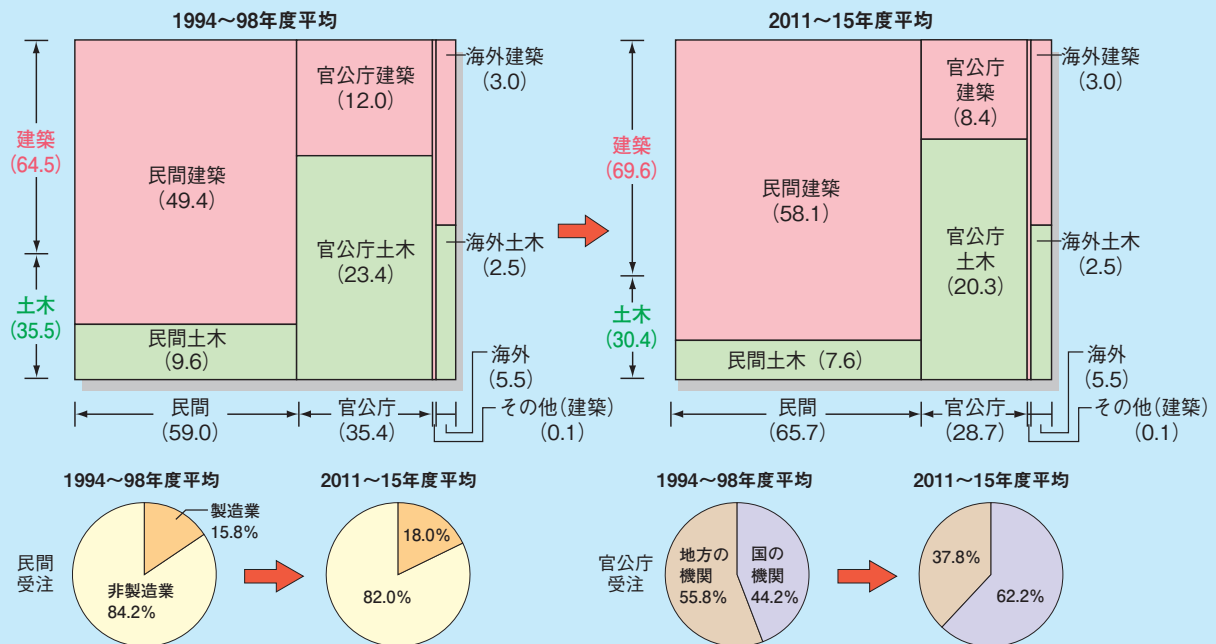 1994～98年度平均
建築
(64.5)
土木
(35.5)
民間建築
(49.4)
民間土木
(9.6)
官公庁建築
(12.0)
官公庁土木
(23.4)
海外建築
(3.0)
海外土木
(2.5)
海外
(5.5)
民間
(59.0)
官公庁
(35.4)
その他(建築)
(0.1)
2011～15年度平均
建築
(69.6)
土木
(30.4)
民間建築
(58.1)
民間土木 (7.6)
官公庁
建築
(8.4)
官公庁
土木
(20.3)
海外建築
(3.0)
海外土木
(2.5)
海外
(5.5)
民間
(65.7)
官公庁
(28.7)
その他(建築)
(0.1)
民間
受注
1994～98年度平均
製造業
15.8%
非製造業
84.2%
2011～15年度平均
18.0%
82.0%
官公庁
受注
1994～98年度平均
地方の
機関
55.8%
国の
機関
44.2%
2011～15年度平均
37.8%
62.2%